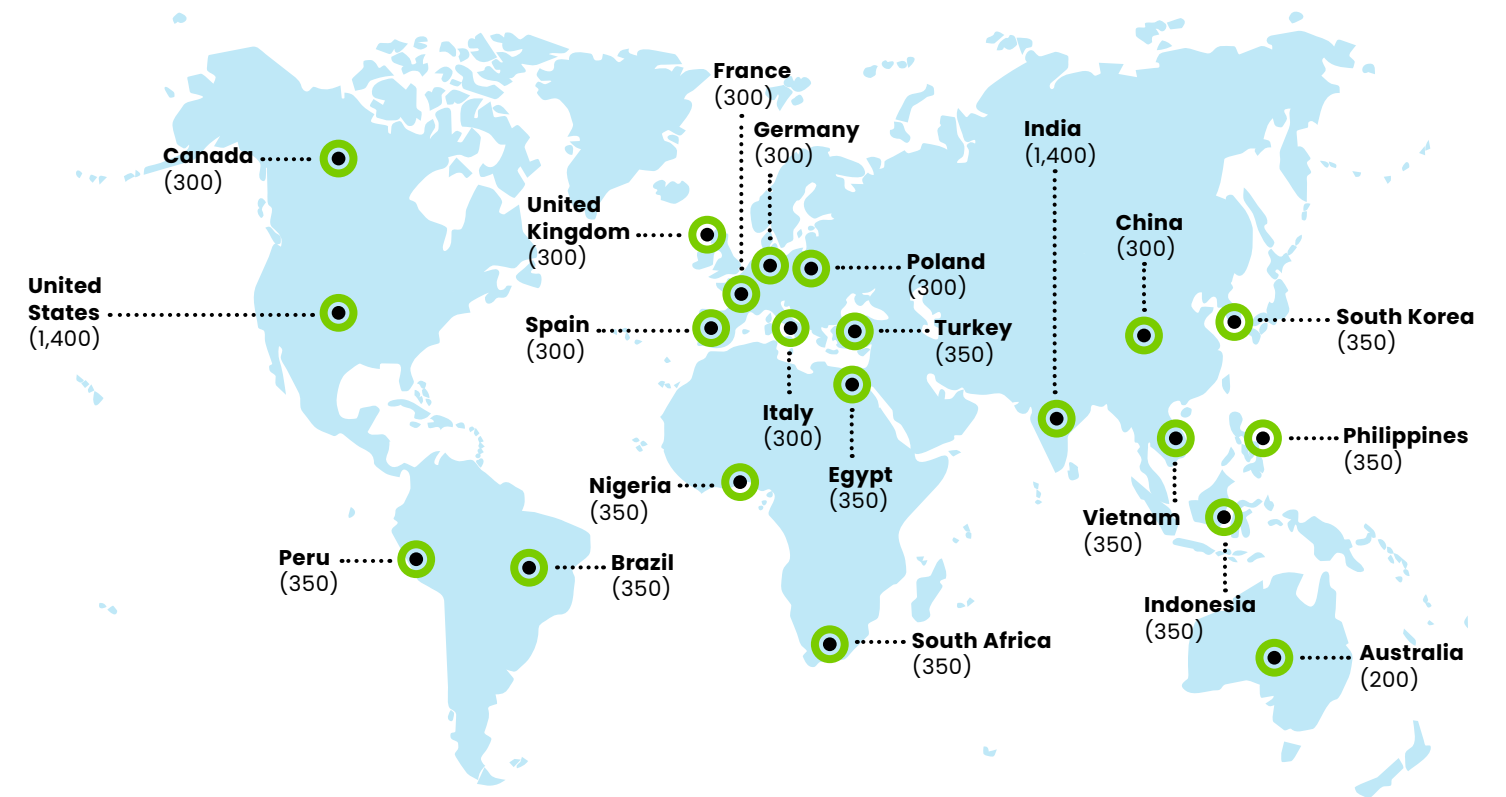 France
(300)
Germany
(300)
India
(1,400)
Canada
(300)
United
Kingdom
(300)
China
(300)
Poland
(300)
United
States
(1,400)
Spain
(300)
Turkey
(350)
South Korea
(350)
Italy
(300)
Philippines
(350)
Egypt
(350)
Nigeria
(350)
Vietnam
(350)
Peru
(350)
Brazil
(350)
Indonesia
(350)
South Africa
(350)
Australia
(200)